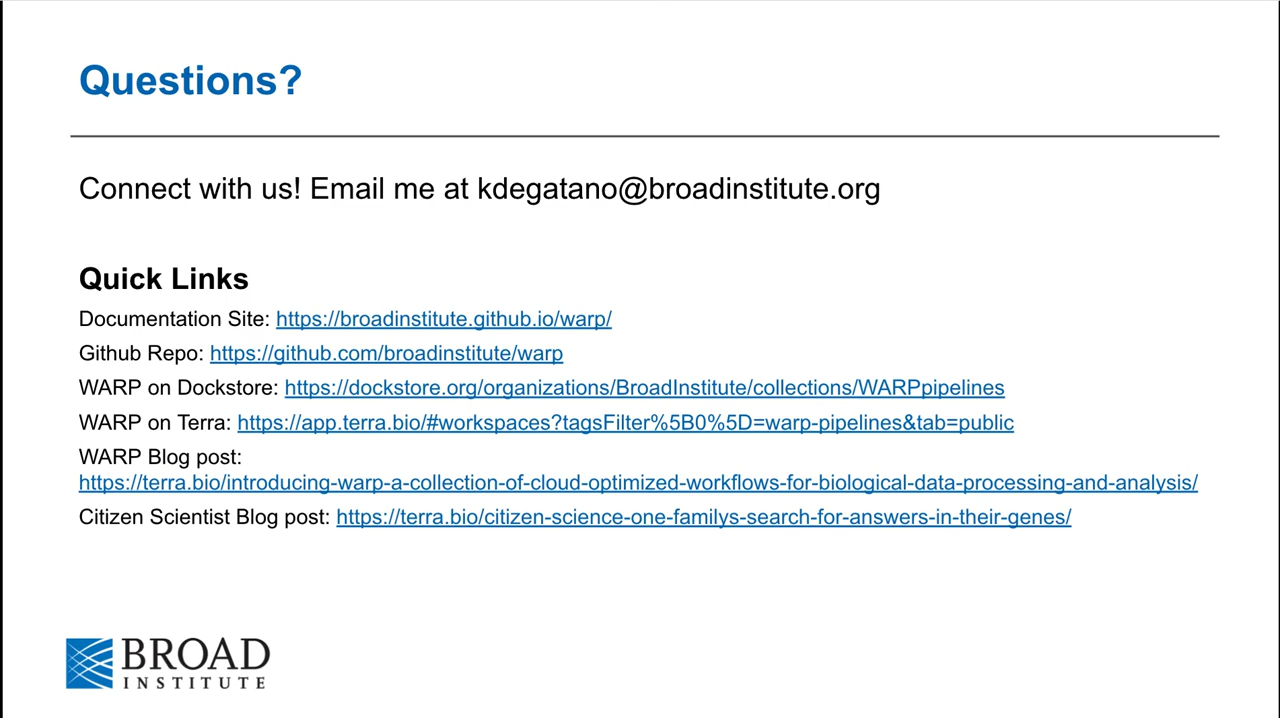 Questions?
Connect with us! Email me at kdegatano@broadinstitute.org
Quick Links
Documentation Site: https://broadinstitute.github.io/warp/
Github Repo: https://github.com/broadinstitute/warp
WARP on Dockstore: https://dockstore.org/organizations/BroadInstitute/collections/WARPpipelines
WARP on Terra: https://app.terra.bio/#workspaces?tagsFilter%5B0%5D=warp-pipelines&tab=public
WARP Blog post:
https://terra.bio/introducing-warp-a-collection-of-cloud-optimized-workflows-for-biological-data-processing-and-analysis/
Citizen Scientist Blog post: https://terra.bio/citizen-science-one-familys-search-for-answers-in-their-genes/
BROAD
INSTITUTE